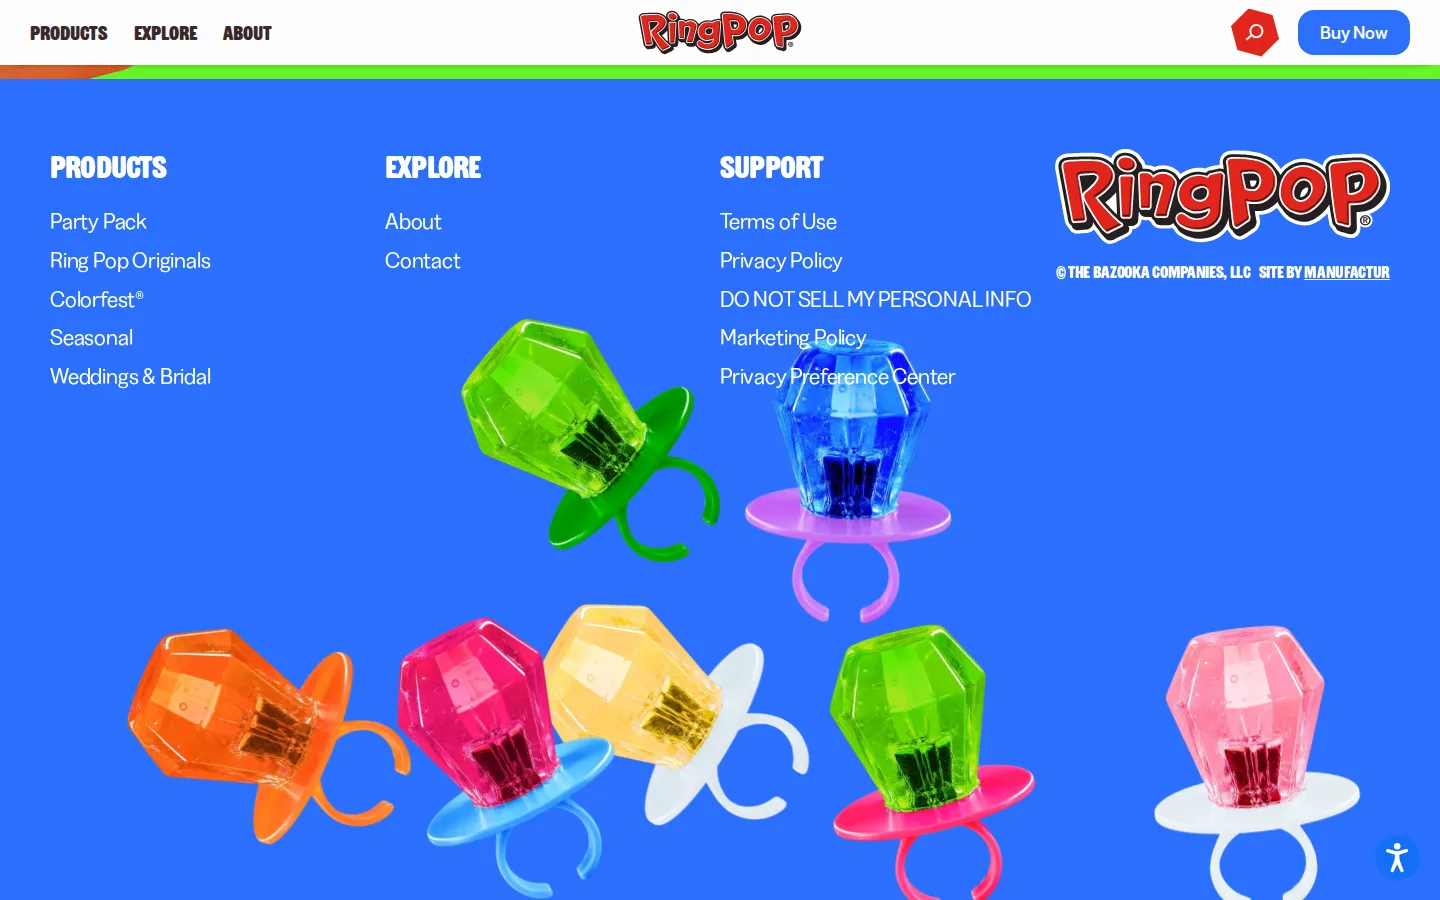 PRODUCTS EXPLORE ABOUT
RingPop®
Buy Now
PRODUCTS
Party Pack
Ring Pop Originals
Colorfest®
Seasonal
Weddings & Bridal
EXPLORE
About
Contact
SUPPORT
Terms of Use
Privacy Policy
DO NOT SELL MY PERSONAL INFO
Marketing Policy
Privacy Preference Center
RingPop®
© THE BAZOOKA COMPANIES, LLC SITE BY MANUFACTUR